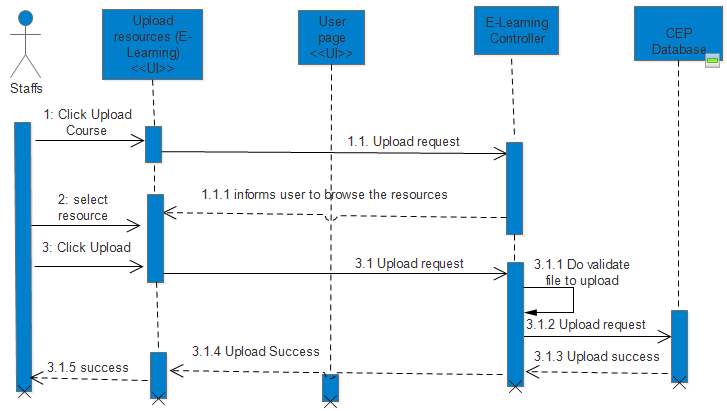 Upload
resources (E-
Learning)
<<UI>>
User
page
<<UI>>
E-Learning
Controller
CEP
Database
Staffs
1: Click Upload
Course
1.1. Upload request
1.1.1 informs user to browse the resources
2: select
resource
3: Click Upload
3.1 Upload request
3.1.1 Do validate
file to upload
3.1.2 Upload request
3.1.3 Upload success
3.1.4 Upload Success
3.1.5 success